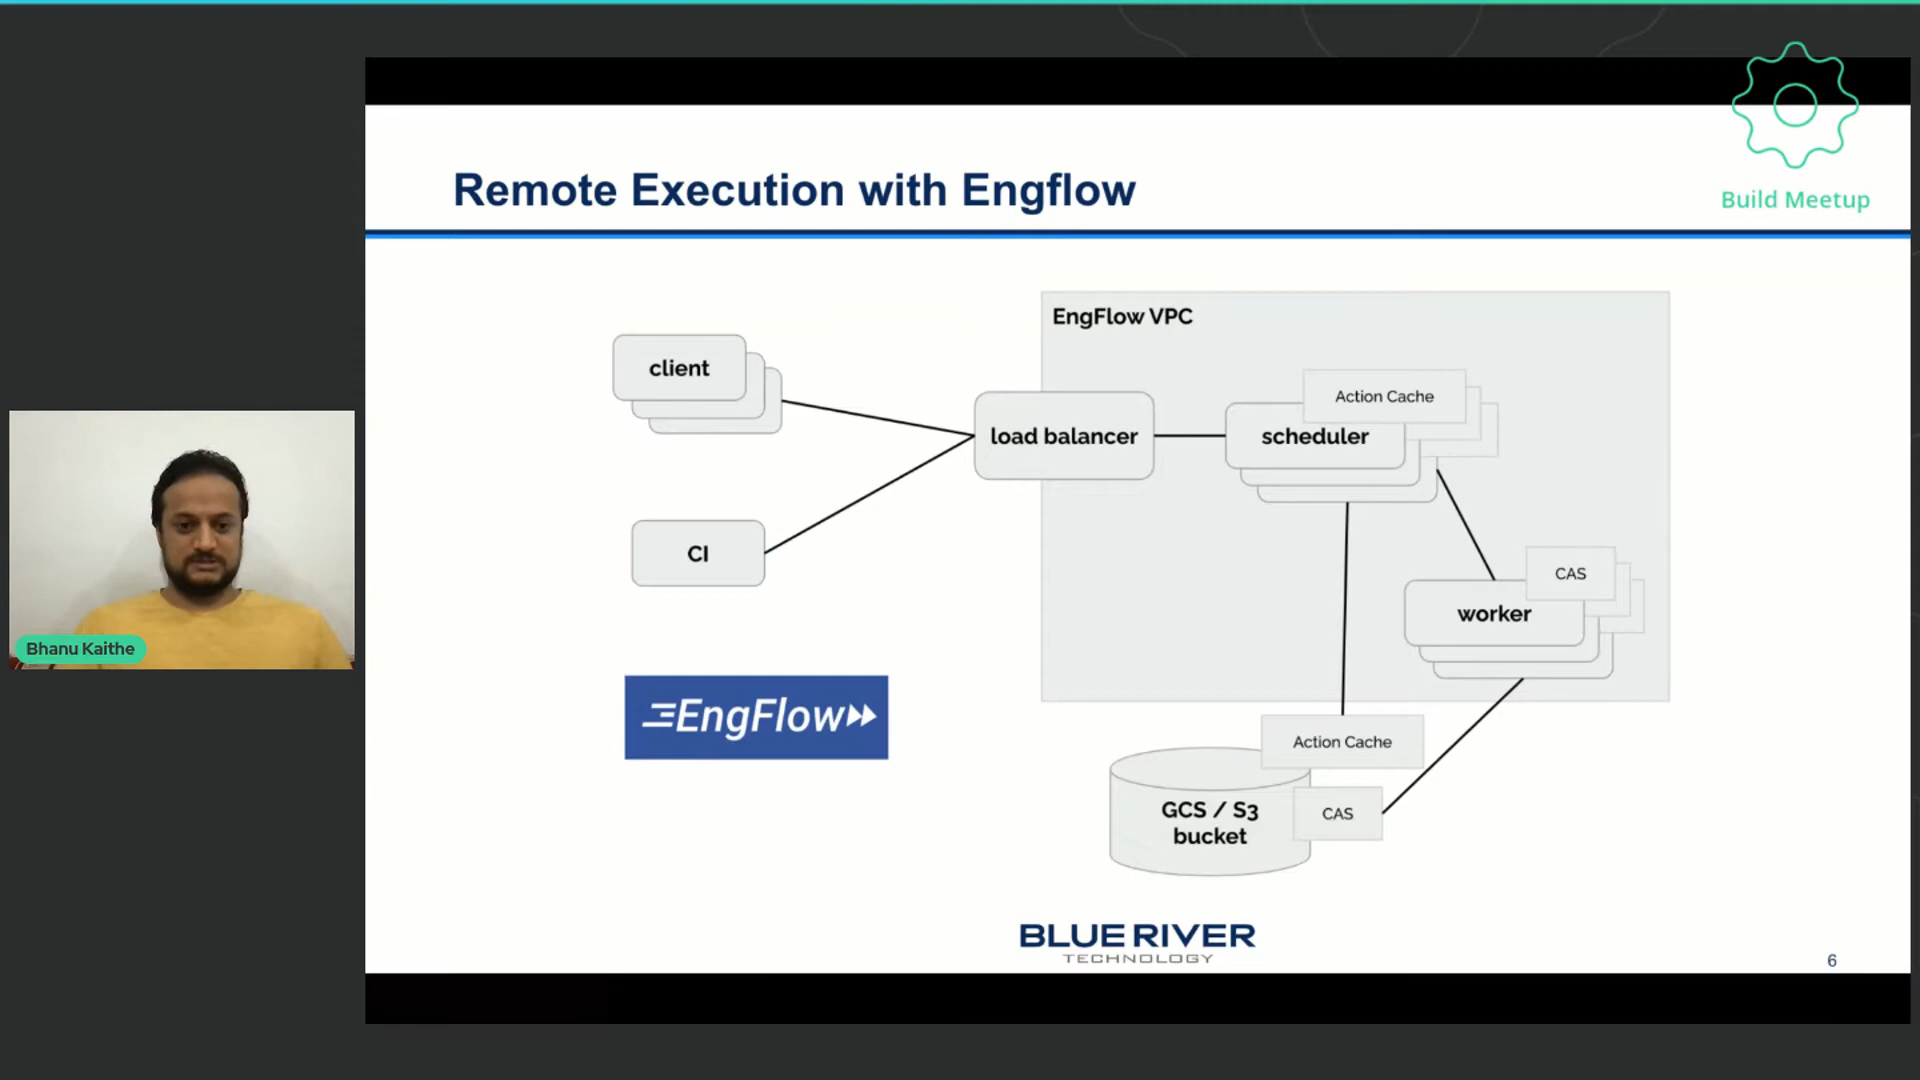 Build Meetup
Remote Execution with Engflow
EngFlow VPC
client
Action Cache
load balancer
scheduler
CI
CAS
worker
Bhanu Kaithe
EngFlow
Action Cache
GCS / S3
bucket
CAS
BLUE RIVER
TECHNOLOGY
6